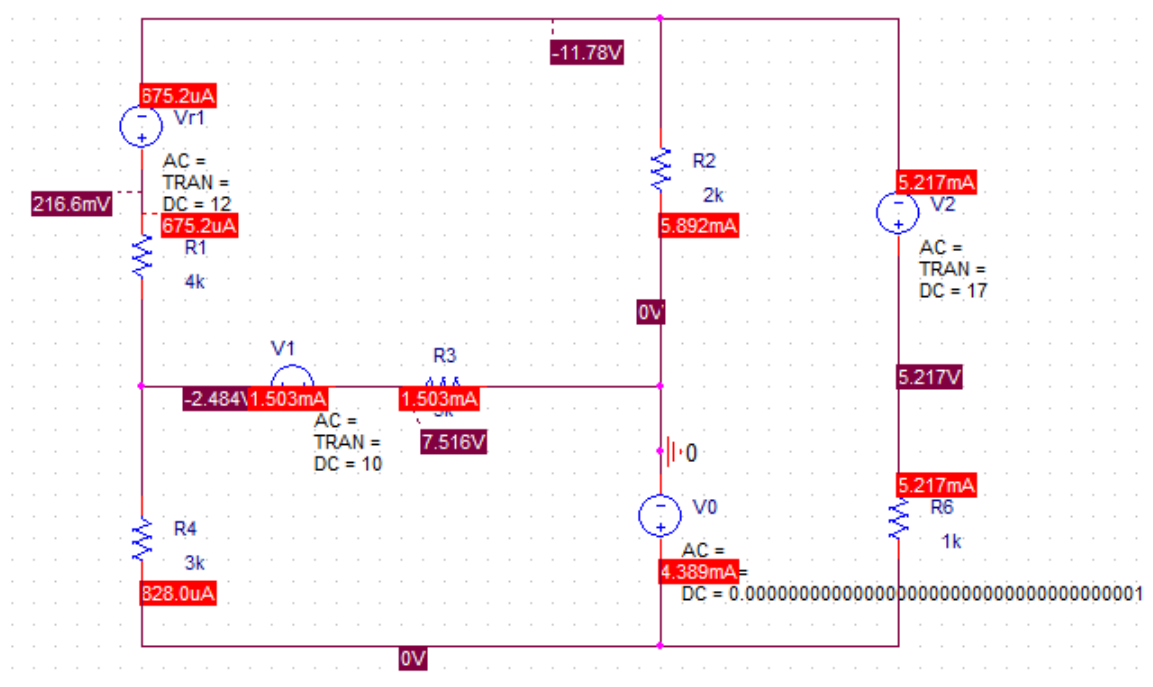 -11.78V
675.2uA
Vr1
AC =
TRAN =
DC = 12
216.6mV
675.2uA
R1
4k
R2
2k
5.892mA
5.217mA
V2
AC =
TRAN =
DC = 17
0V
V1
R3
-2.484V
1.503mA
1.503mA
AC =
TRAN =
DC = 10
7.516V
5.217V
0
V0
AC =
4.389mA
=
DC = 0.0000000000000000000000000000000001
5.217mA
R6
1k
R4
3k
828.0uA
0V